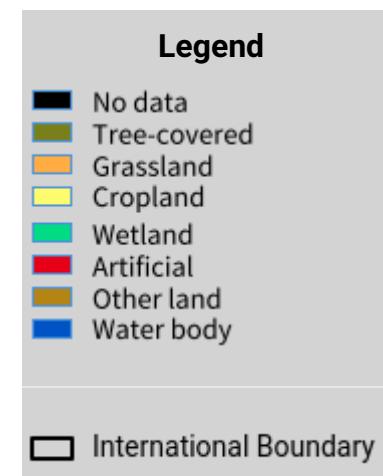 Legend
No data
Tree-covered
Grassland
Cropland
Wetland
Artificial
Other land
Water body
International Boundary